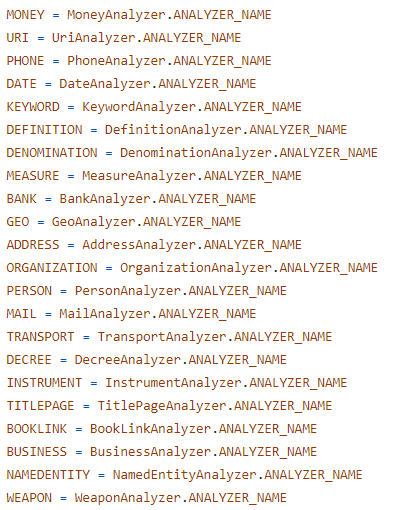 MONEY = MoneyAnalyzer.ANALYZER_NAME
URI = UriAnalyzer.ANALYZER_NAME
PHONE = PhoneAnalyzer.ANALYZER_NAME
DATE = DateAnalyzer.ANALYZER_NAME
KEYWORD = KeywordAnalyzer.ANALYZER_NAME
DEFINITION = DefinitionAnalyzer.ANALYZER_NAME
DENOMINATION = DenominationAnalyzer.ANALYZER_NAME
MEASURE = MeasureAnalyzer.ANALYZER_NAME
BANK = BankAnalyzer.ANALYZER_NAME
GEO = GeoAnalyzer.ANALYZER_NAME
ADDRESS = AddressAnalyzer.ANALYZER_NAME
ORGANIZATION = OrganizationAnalyzer.ANALYZER_NAME
PERSON = PersonAnalyzer.ANALYZER_NAME
MAIL = MailAnalyzer.ANALYZER_NAME
TRANSPORT = TransportAnalyzer.ANALYZER_NAME
DECREE = DecreeAnalyzer.ANALYZER_NAME
INSTRUMENT = InstrumentAnalyzer.ANALYZER_NAME
TITLEPAGE = TitlePageAnalyzer.ANALYZER_NAME
BOOKLINK = BookLinkAnalyzer.ANALYZER_NAME
BUSINESS = BusinessAnalyzer.ANALYZER_NAME
NAMEDENTITY = NamedEntityAnalyzer.ANALYZER_NAME
WEAPON = WeaponAnalyzer.ANALYZER_NAME